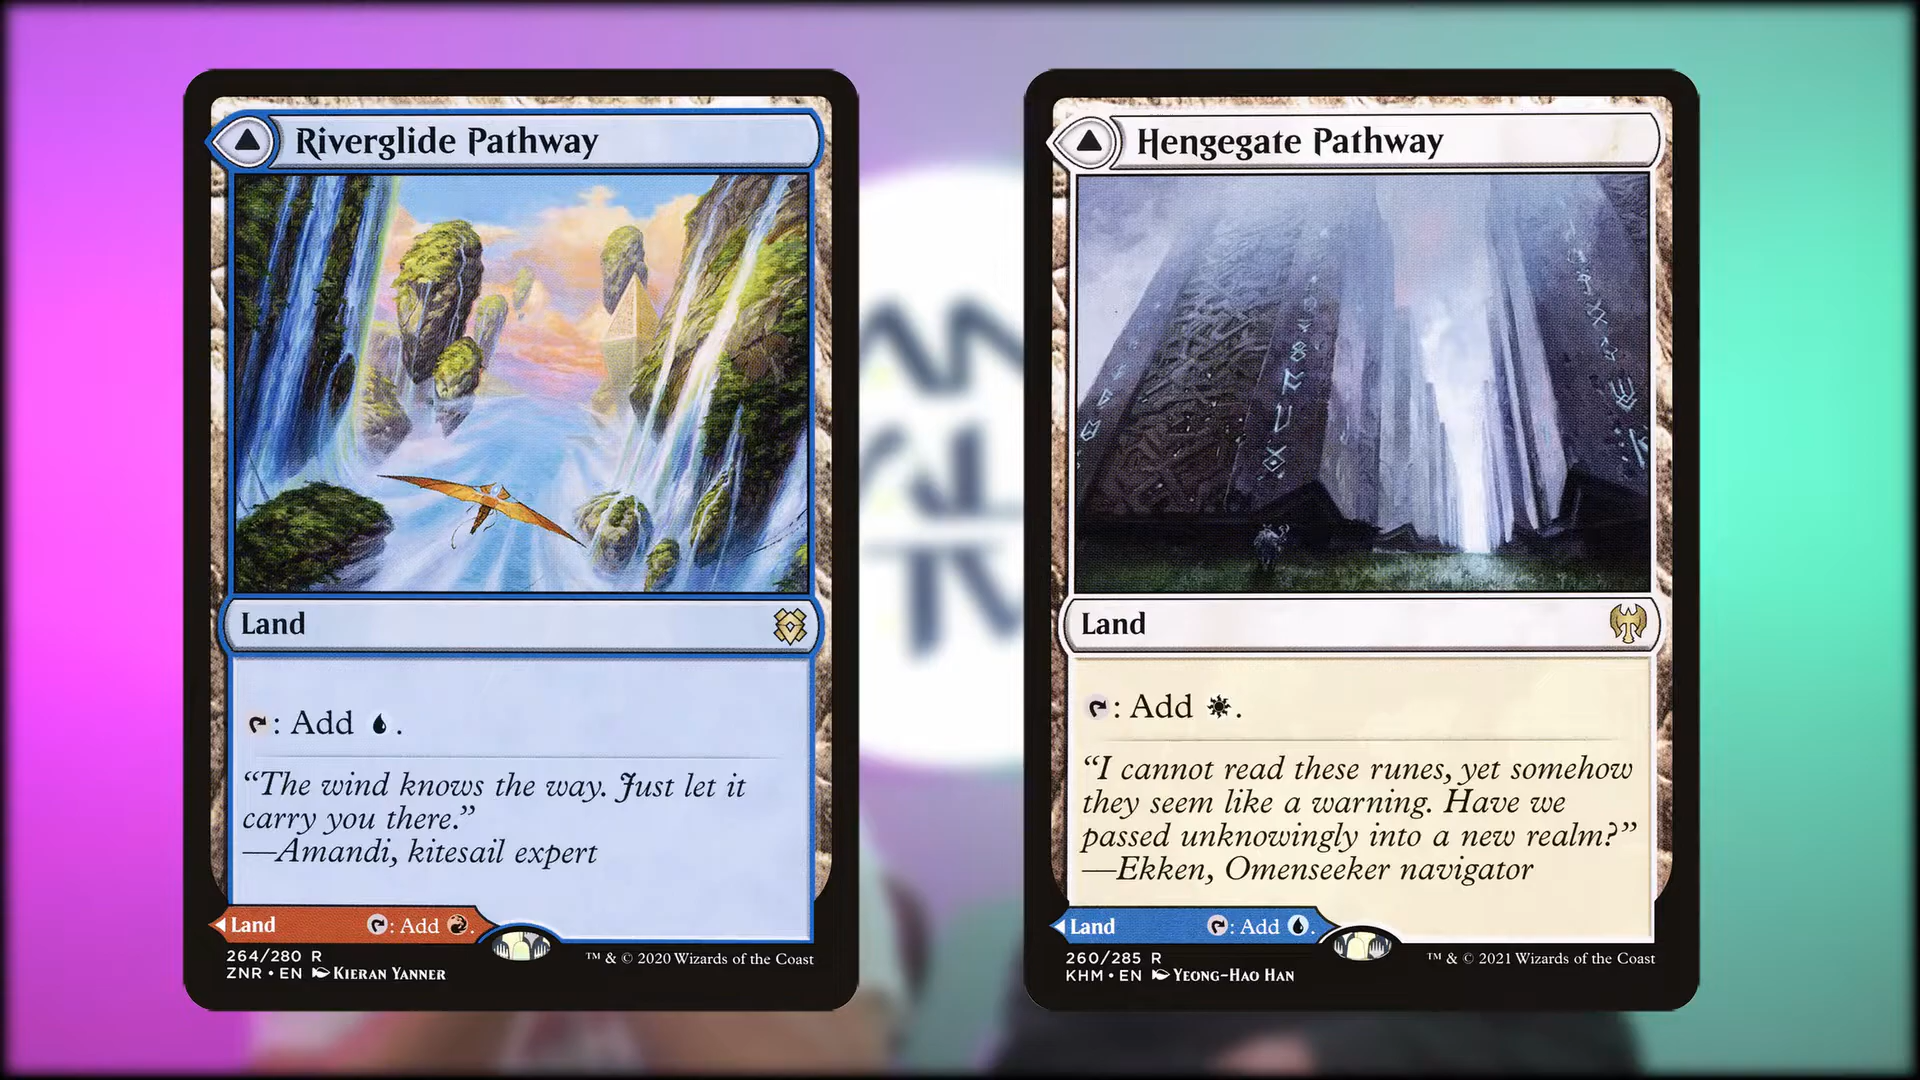 Riverglide Pathway
Land
: Add .
“The wind knows the way. Just let it
carry you there.”
—Amandi, kitesail expert
Land : Add .
264/280 R
ZNR • EN KIERAN YANNER
™ & © 2020 Wizards of the Coast
Hengegate Pathway
Land
: Add .
“I cannot read these runes, yet somehow
they seem like a warning. Have we
passed unknowingly into a new realm?”
—Ekken, Omenseeker navigator
Land : Add .
260/285 R
KHM • EN YEONG-HAO HAN
™ & © 2021 Wizards of the Coast